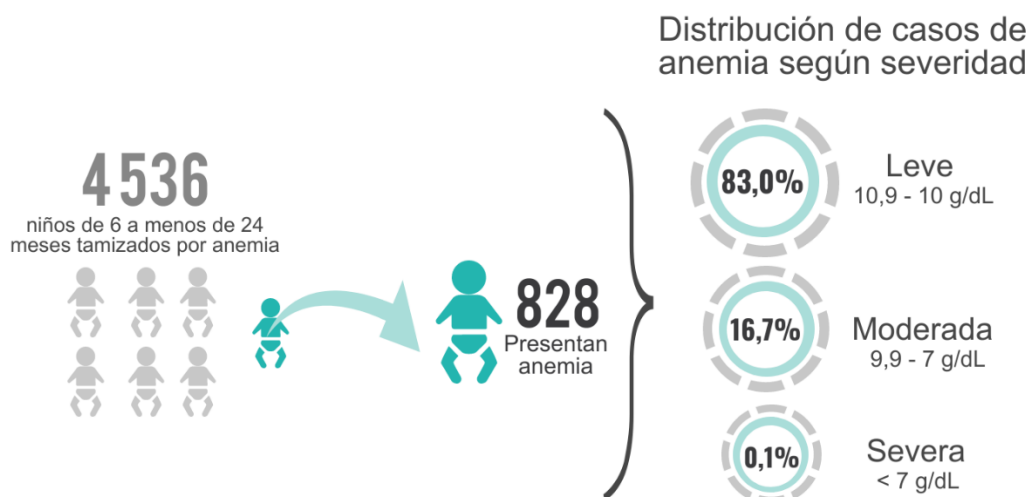 Distribución de casos de
anemia según severidad
4 536
niños de 6 a menos de 24
meses tamizados por anemia
828
Presentan
anemia
83,0%
Leve
10,9 - 10 g/dL
16,7%
Moderada
9,9 - 7 g/dL
0,1%
Severa
< 7 g/dL